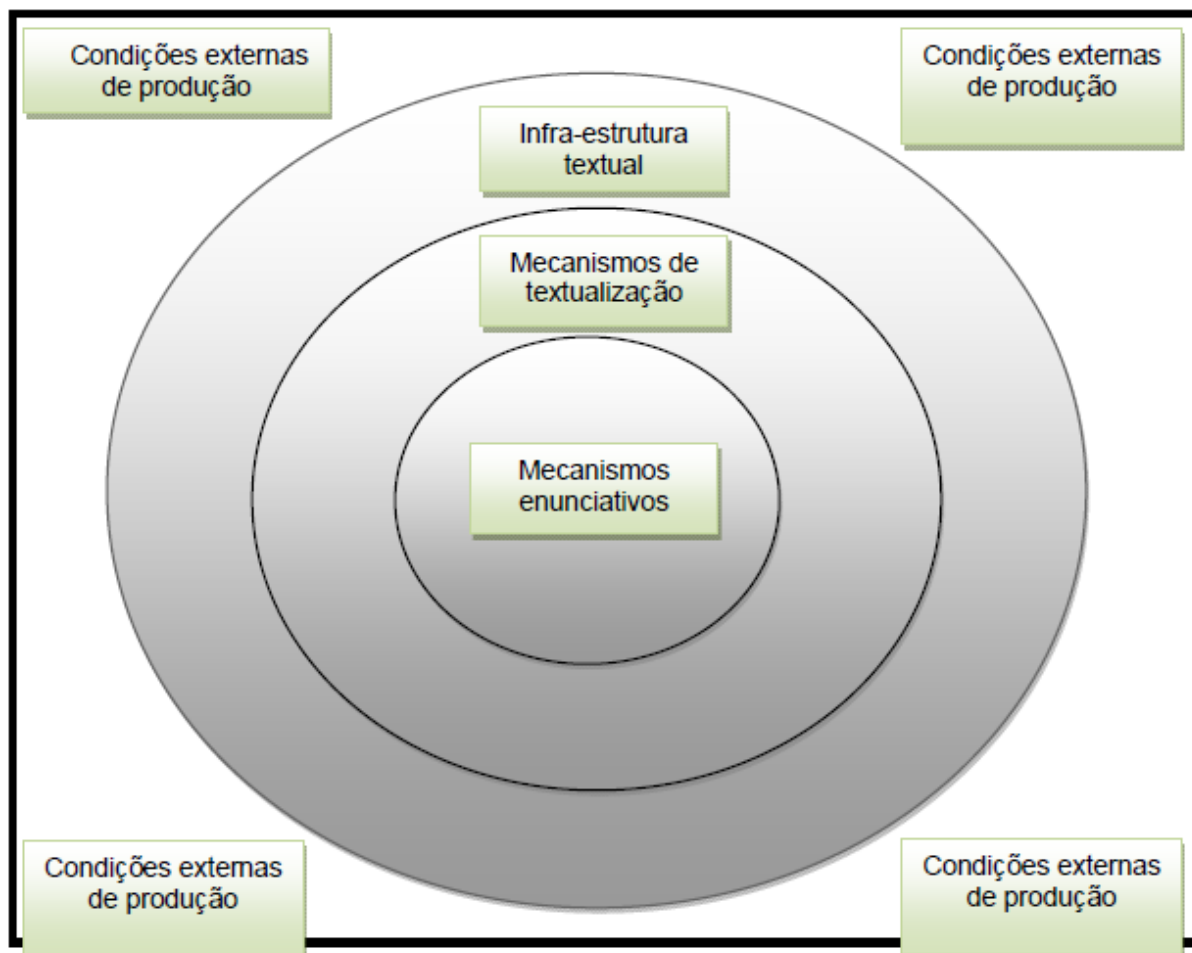 Condições externas
de produção
Condições externas
de produção
Infra-estrutura
textual
Mecanismos de
textualização
Mecanismos
enunciativos
Condições externas
de produção
Condições externas
de produção